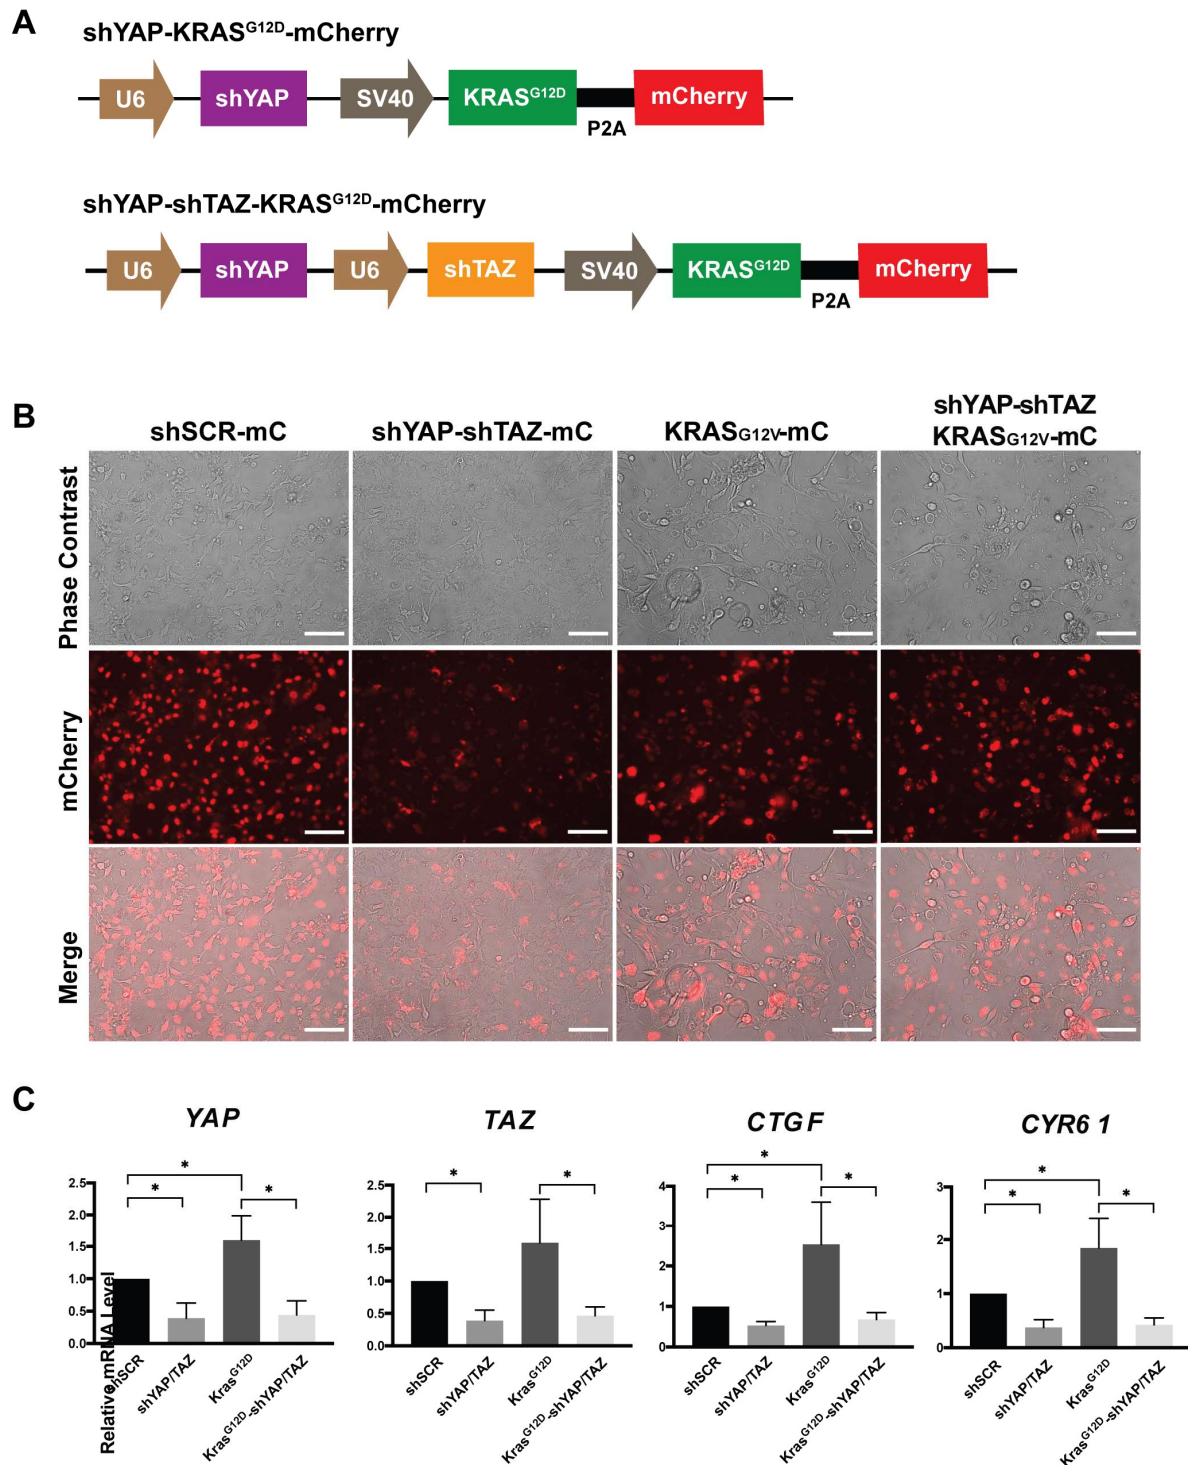 A
shYAP-KRASG12D-mCherry
U6 shYAP SV40 KRASG12D mCherry
P2A
shYAP-shTAZ-KRASG12D-mCherry
U6 shYAP U6 shTAZ SV40 KRASG12D mCherry
P2A
B
shSCR-mC
shYAP-shTAZ-mC
KRASG12V-mC
shYAP-shTAZ
KRASG12V-mC
Phase Contrast
mCherry
Merge
C
YAP
*
*
*
2.5
2.0
1.5
1.0
0.5
0.0
Relative mRNA Level
shSCR
shYAP/TAZ
KrasG12D
KrasG12D-shYAP/TAZ
TAZ
*
*
2.5
2.0
1.5
1.0
0.5
0.0
shSCR
shYAP/TAZ
KrasG12D
KrasG12D-shYAP/TAZ
CTGF
*
*
*
4
3
2
1
0
shSCR
shYAP/TAZ
KrasG12D
KrasG12D-shYAP/TAZ
CYR6 1
*
*
*
3
2
1
0
shSCR
shYAP/TAZ
KrasG12D
KrasG12D-shYAP/TAZ